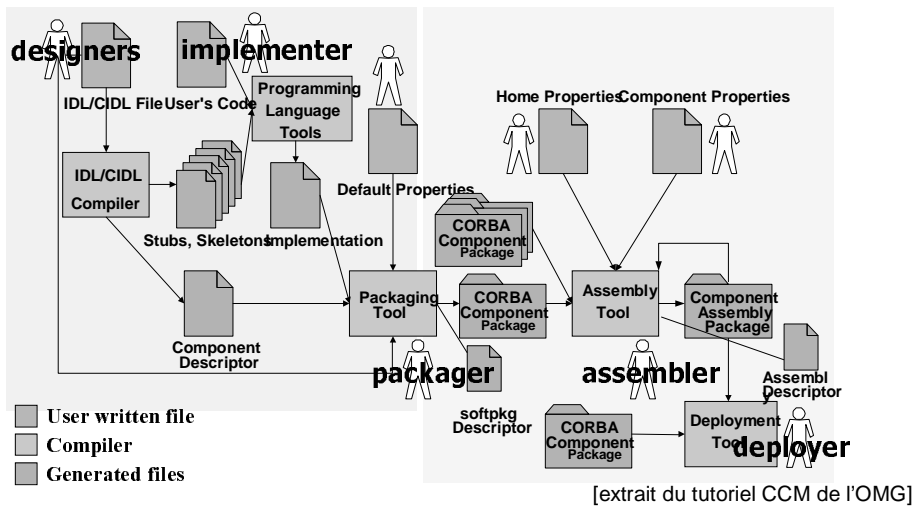 designers
implementer
IDL/CIDL File
User's Code
Programming
Language
Tools
Home Properties
Component Properties
IDL/CIDL
Compiler
Default Properties
Stubs, Skeletons
Implementation
CORBA
Component
Package
Packaging
Tool
CORBA
Component
Package
Assembly
Tool
Component
Assembly
Package
Component
Descriptor
packager
assembler
Assembly
Descriptor
softpkg
Descriptor
CORBA
Component
Package
Deployment
Tool
deployer
User written file
Compiler
Generated files
[extrait du tutoriel CCM de l'OMG]